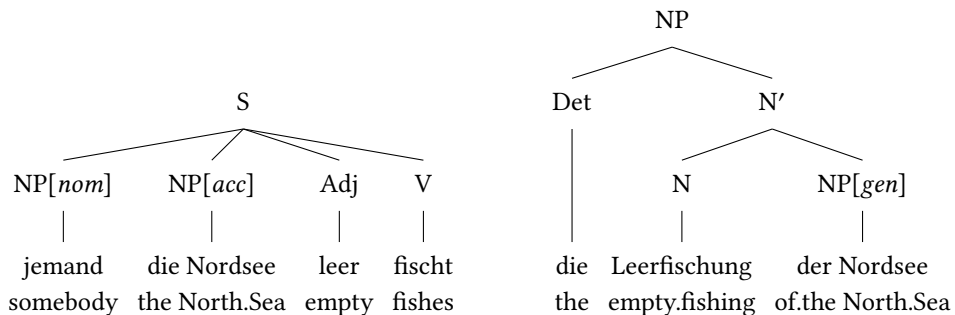 NP
S Det N′
NP[nom] NP[acc] Adj V N NP[gen]
jemand die Nordsee leer fischt die Leerfischung der Nordsee
somebody the North.Sea empty fishes the empty.fishing of.the North.Sea